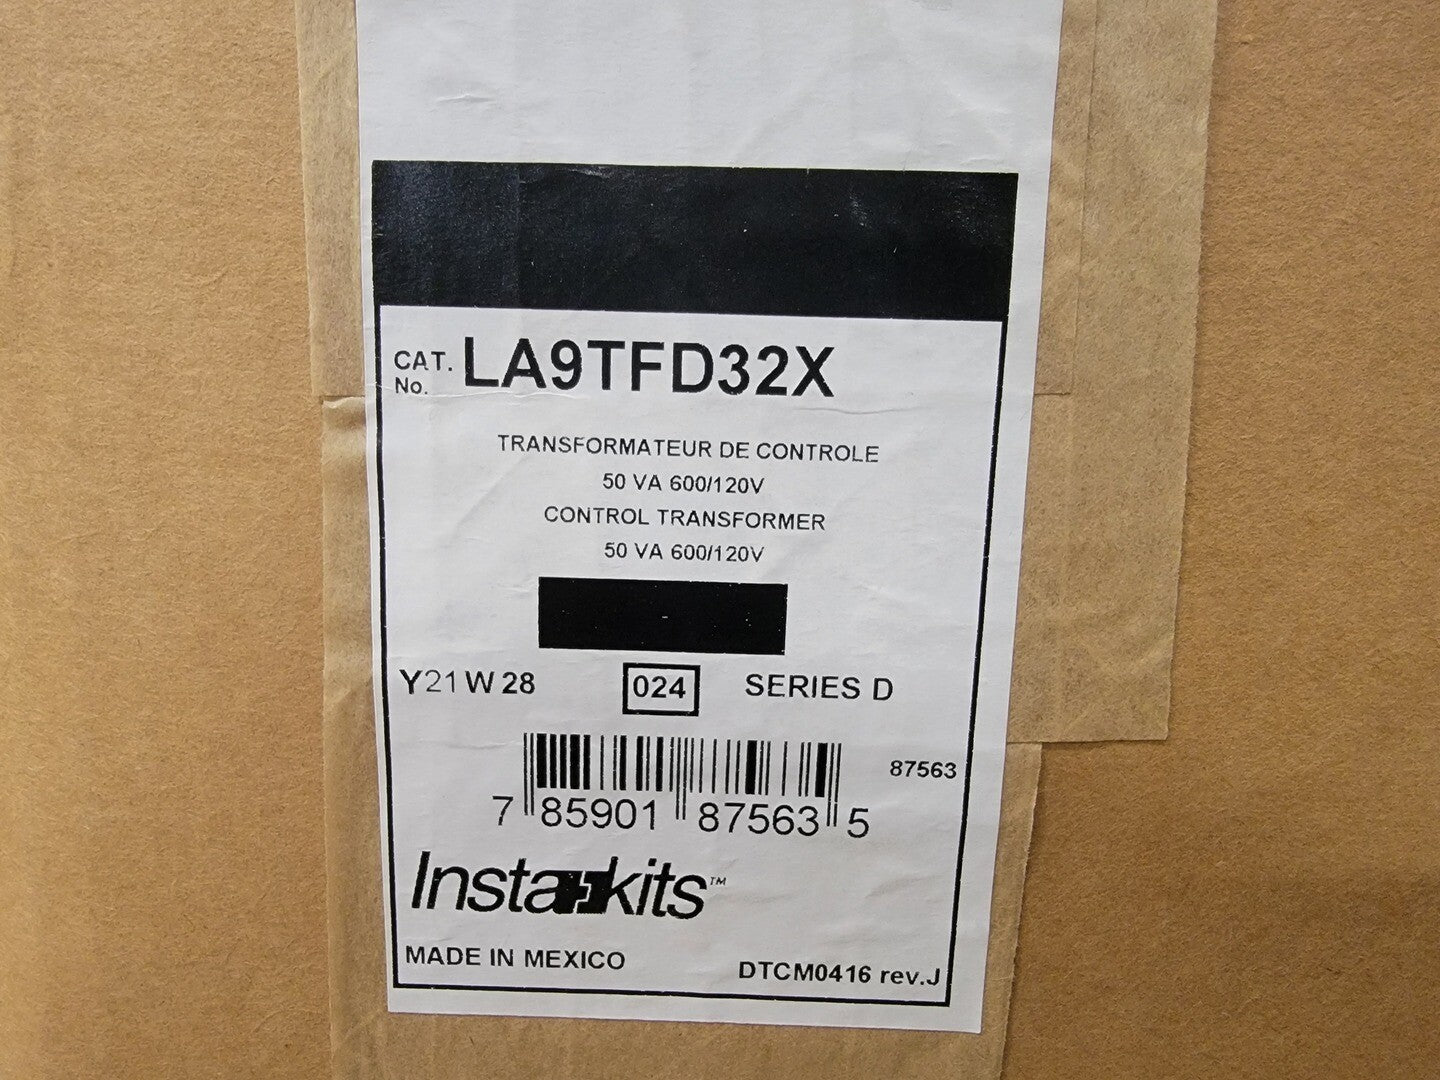 CAT. No. LA9TFD32X
TRANSFORMATEUR DE CONTROLE
50 VA 600/120V
CONTROL TRANSFORMER
50 VA 600/120V
Y21 W 28 024 SERIES D
87563
7 85901 87563 5
Insta-kits™
MADE IN MEXICO DTCM0416 rev.J